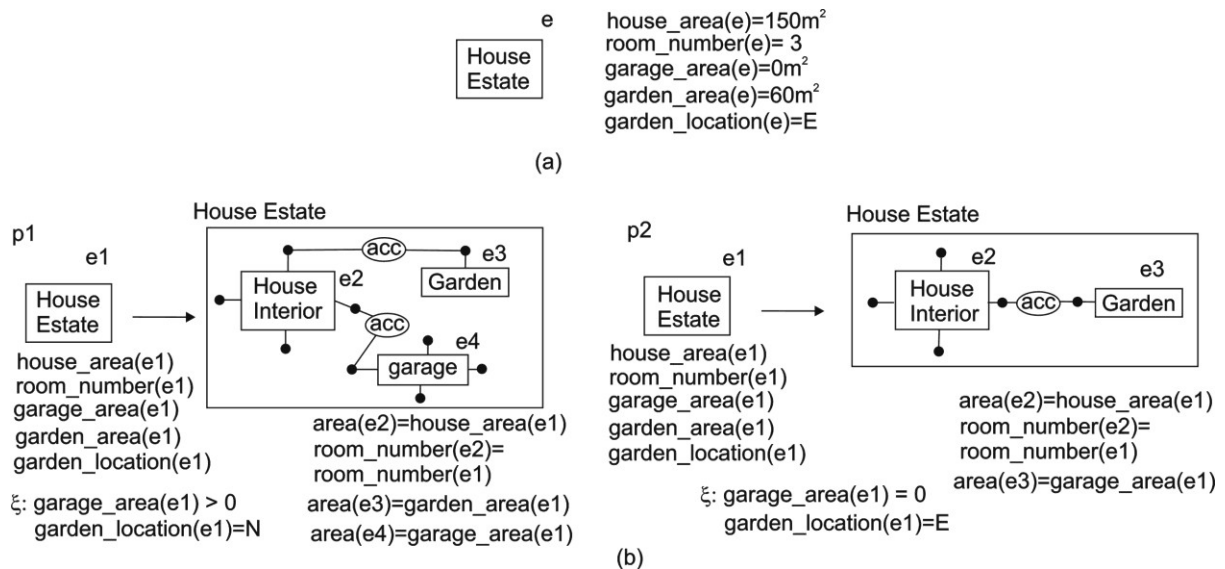 e
House
Estate
house_area(e)=150m²
room_number(e)= 3
garage_area(e)=0m²
garden_area(e)=60m²
garden_location(e)=E
(a)
p1
e1
House
Estate
house_area(e1)
room_number(e1)
garage_area(e1)
garden_area(e1)
garden_location(e1)
ξ: garage_area(e1) > 0
garden_location(e1)=N
House Estate
acc
e3
e2
Garden
House
Interior
acc
e4
garage
area(e2)=house_area(e1)
room_number(e2)=
room_number(e1)
area(e3)=garden_area(e1)
area(e4)=garage_area(e1)
p2
e1
House
Estate
house_area(e1)
room_number(e1)
garage_area(e1)
garden_area(e1)
garden_location(e1)
ξ: garage_area(e1) = 0
garden_location(e1)=E
House Estate
e2
e3
House
Interior
acc
Garden
area(e2)=house_area(e1)
room_number(e2)=
room_number(e1)
area(e3)=garage_area(e1)
(b)